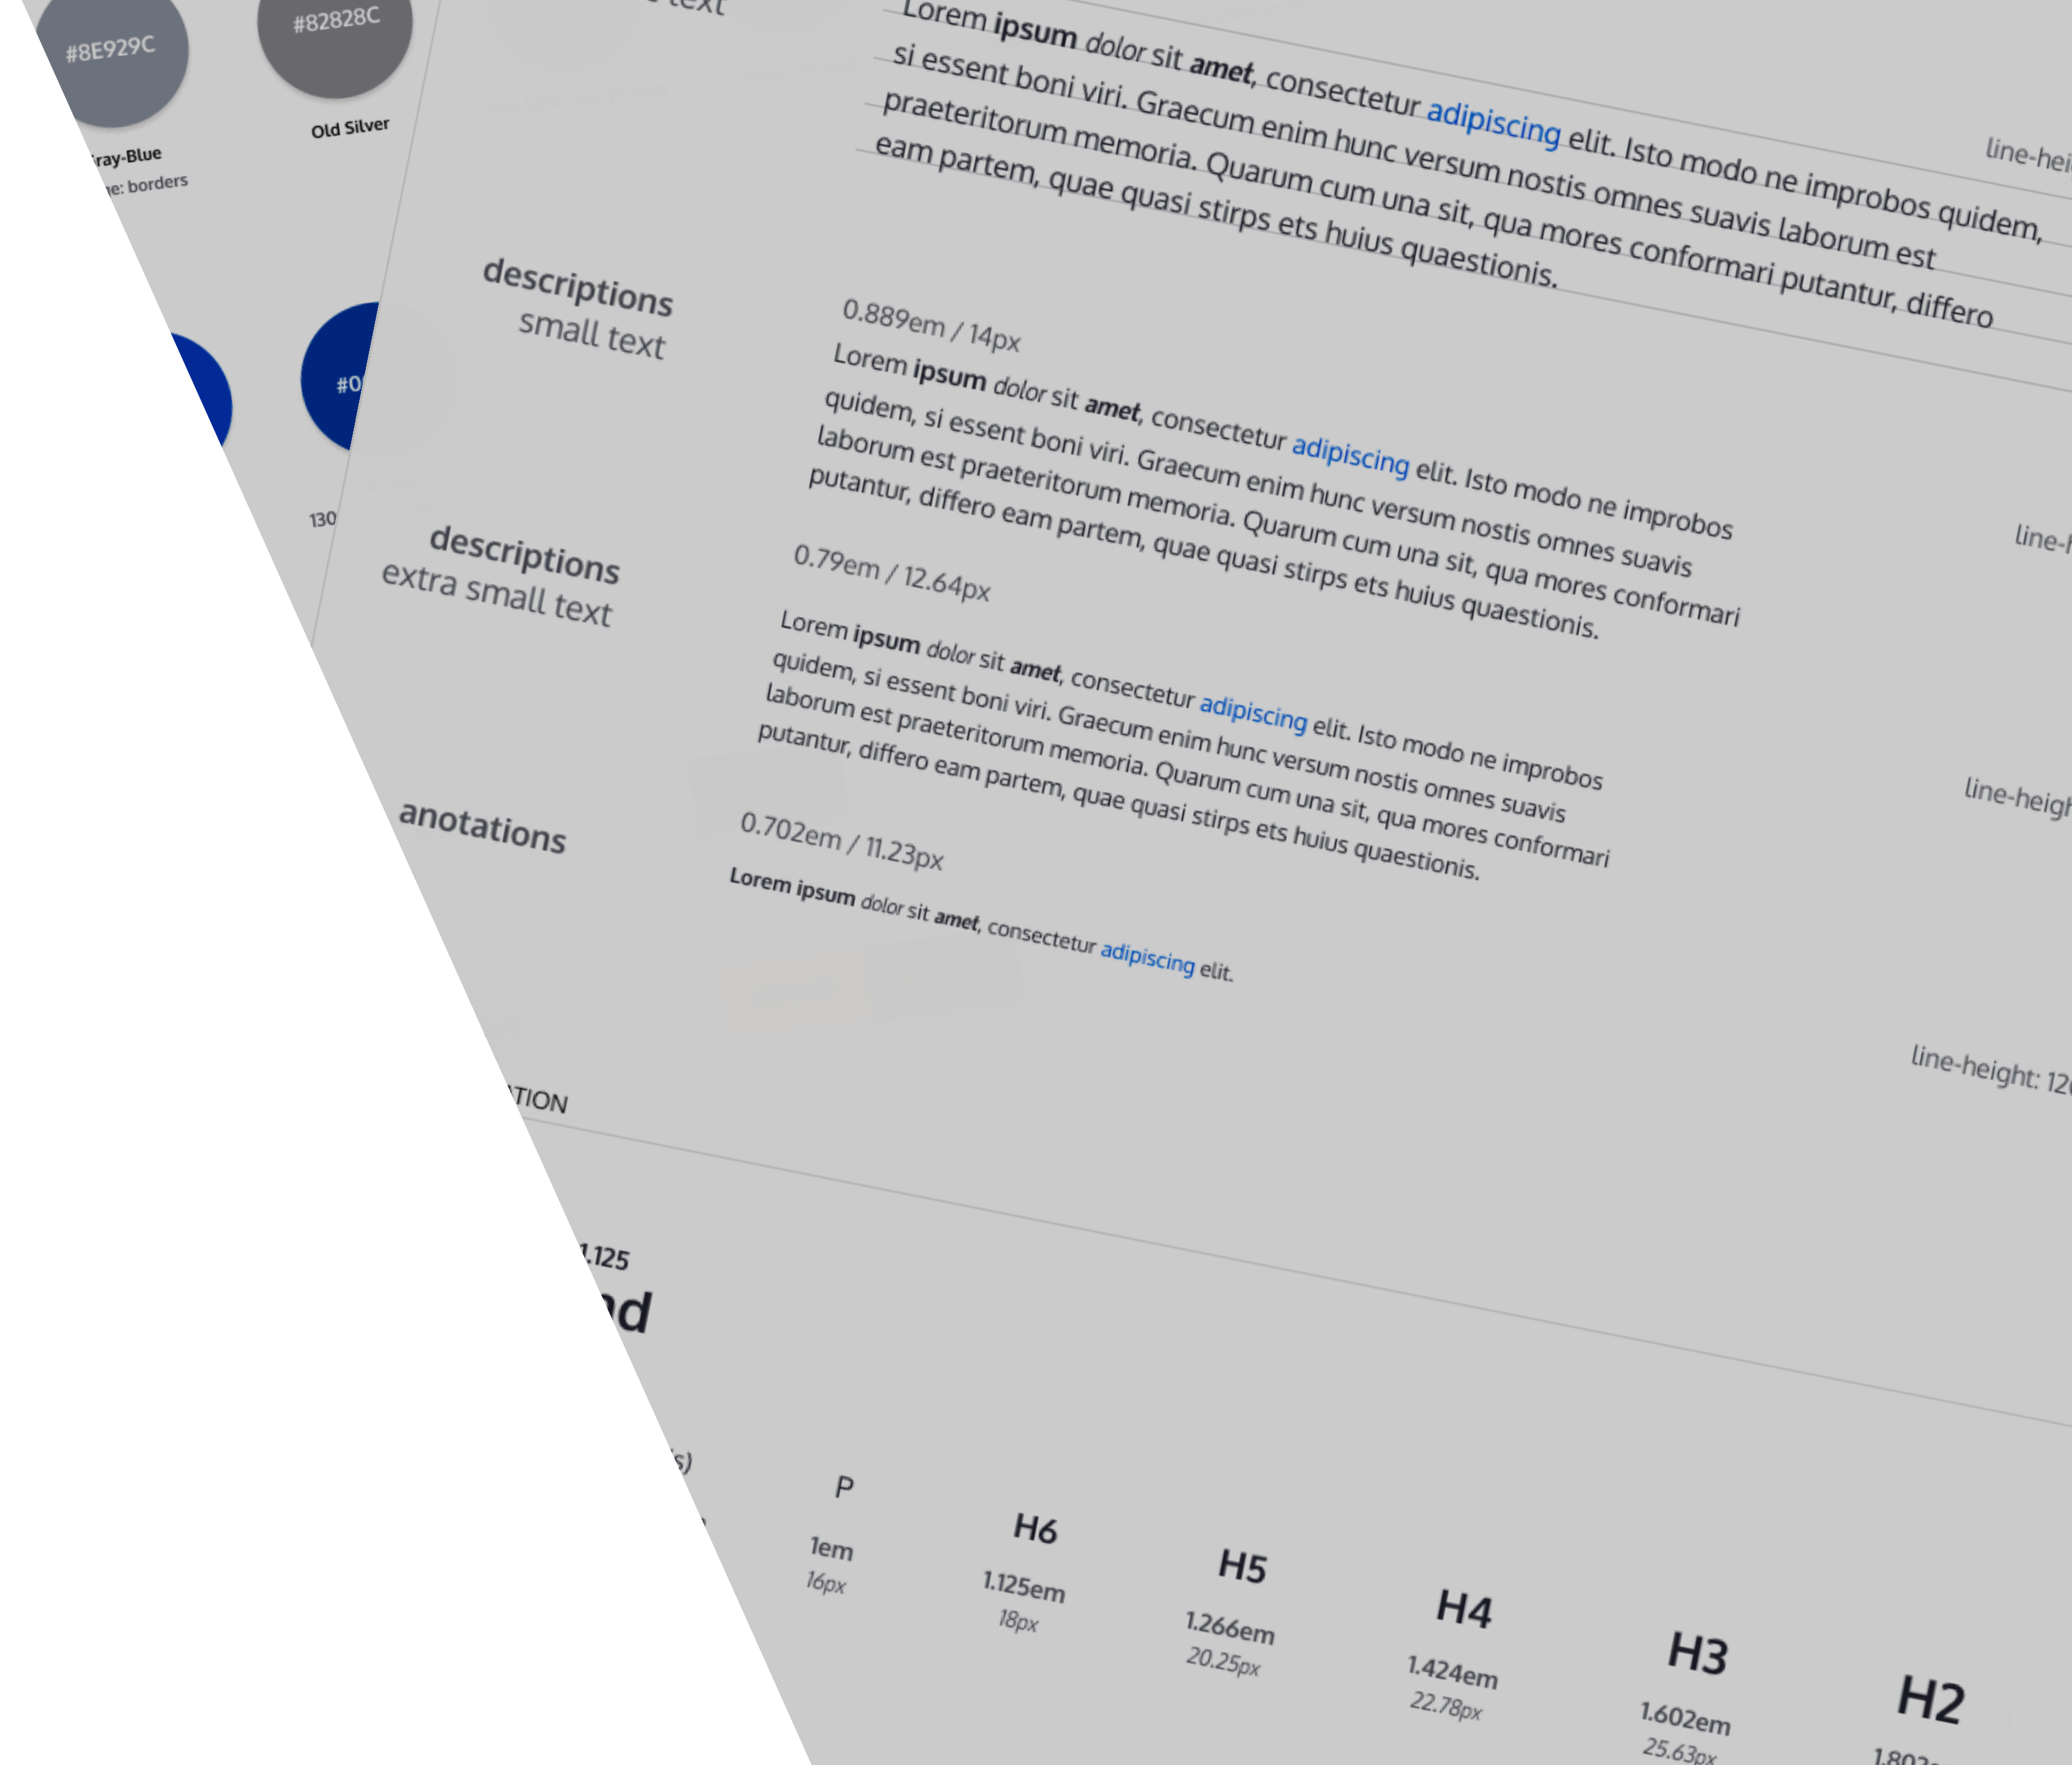 #8E929C
#82828C
Old Silver
borders
130
text
Lorem ipsum dolor sit amet, consectetur adipiscing elit. Isto modo ne improbos quidem,
si essent boni viri. Graecum enim hunc versum nostis omnes suavis laborum est
praeteritorum memoria. Quarum cum una sit, qua mores conformari putantur, differo
eam partem, quae quasi stirps ets huius quaestionis.
descriptions
small text
0.889em / 14px
Lorem ipsum dolor sit amet, consectetur adipiscing elit. Isto modo ne improbos
quidem, si essent boni viri. Graecum enim hunc versum nostis omnes suavis
laborum est praeteritorum memoria. Quarum cum una sit, qua mores conformari
putantur, differo eam partem, quae quasi stirps ets huius quaestionis.
descriptions
extra small text
0.79em / 12.64px
Lorem ipsum dolor sit amet, consectetur adipiscing elit. Isto modo ne improbos
quidem, si essent boni viri. Graecum enim hunc versum nostis omnes suavis
laborum est praeteritorum memoria. Quarum cum una sit, qua mores conformari
putantur, differo eam partem, quae quasi stirps ets huius quaestionis.
anotations
0.702em / 11.23px
Lorem ipsum dolor sit amet, consectetur adipiscing elit.
line-height:
1.125
P
1em
16px
H6
1.125em
18px
H5
1.266em
20.25px
H4
1.424em
22.78px
H3
1.602em
25.63px
H2